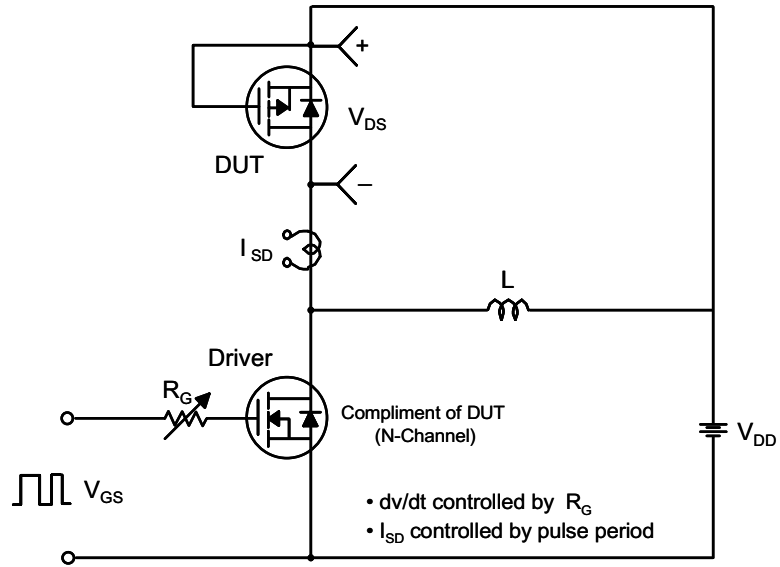 +
V_DS
DUT
–
I_SD
L
Driver
R_G
Compliment of DUT
(N-Channel)
V_DD
V_GS
• dv/dt controlled by R_G
• I_SD controlled by pulse period